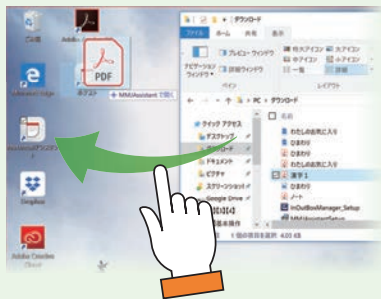 ダウンロード
ファイル
ホーム
共有
表示
プレビュー ウィンドウ
詳細ウィンドウ
ナビゲーション
ウィンドウ
特大アイコン
大アイコン
中アイコン
小アイコン
一覧
詳細
ペイン
レイアウト
PC
ダウンロード
名前
クイック アクセス
デスクトップ
ダウンロード
ドキュメント
ピクチャ
スクリーンショット
Google Drive
基本操作
わたしのお気に入り
ひまわり
ひまわり
わたしのお気に入り
漢字1
ひまわり
ノート
InOutBoxManager_Setup
MMJAssistantSetup
1 個の項目を選択 4.03 KB
ごみ箱
PDF
+ MMJAssistant で開く
Dropbox
Adobe Creative
Cloud